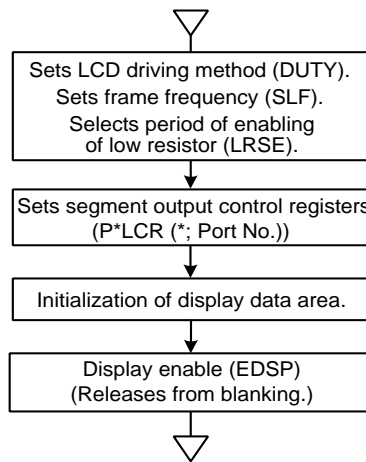 Sets LCD driving method (DUTY).
Sets frame frequency (SLF).
Selects period of enabling
of low resistor (LRSE).
Sets segment output control registers
(P*LCR (*; Port No.))
Initialization of display data area.
Display enable (EDSP)
(Releases from blanking.)